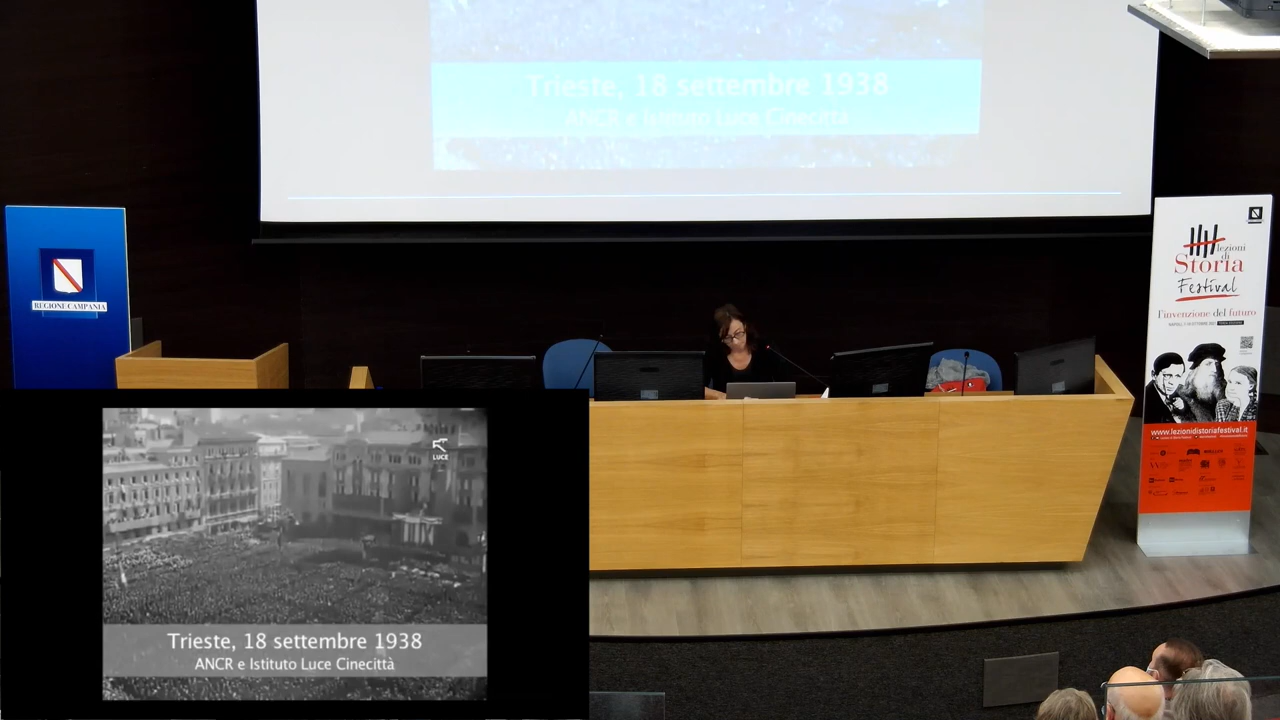 Trieste, 18 settembre 1938
ANCR e Istituto Luce Cinecittà
REGIONE CAMPANIA
lezioni
di
Storia
Festival
l'invenzione del futuro
www.lezionidistoriafestival.it
LUCE
Trieste, 18 settembre 1938
ANCR e Istituto Luce Cinecittà